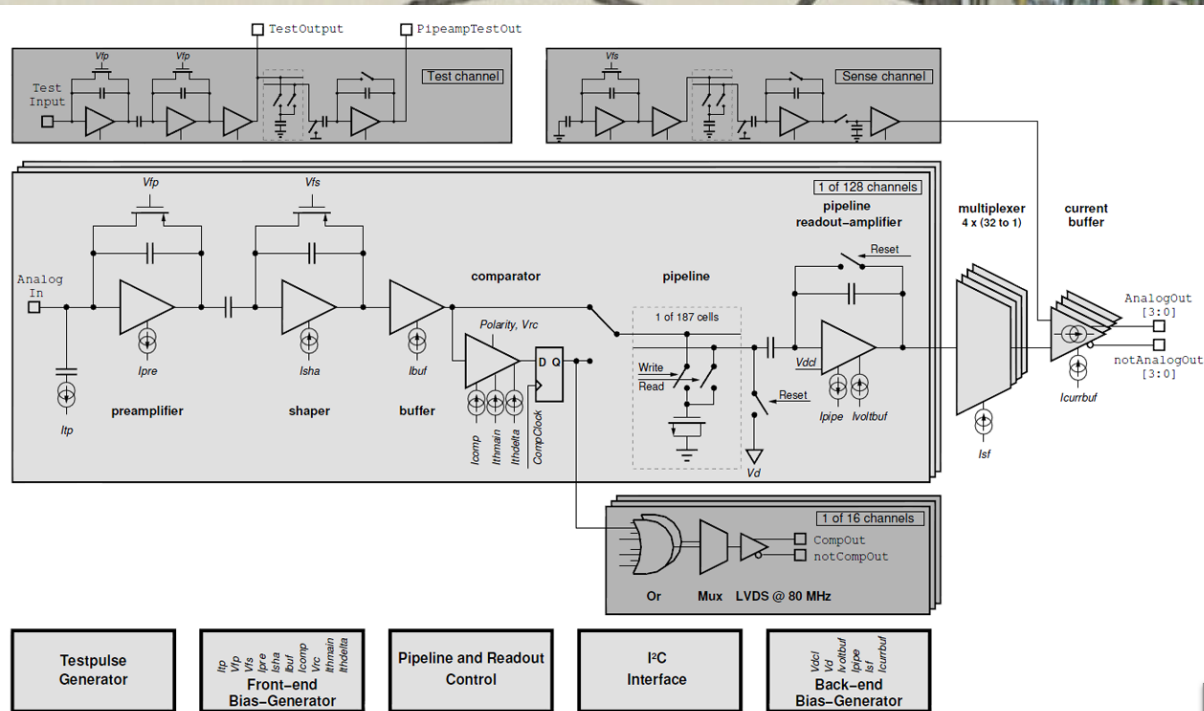 TestOutput
PipeampTestOut
Vfp
Vfp
Test channel
Test
Input
Vfs
Sense channel
1 of 128 channels
Vfp
Vfs
pipeline
readout-amplifier
multiplexer
4 x (32 to 1)
current
buffer
Reset
Analog
In
comparator
pipeline
AnalogOut
[3:0]
1 of 187 cells
Polarity, Vrc
notAnalogOut
[3:0]
D Q
Vdcl
Write
Read
Ipre
Isha
Ibuf
Reset
Icurrbuf
preamplifier
shaper
buffer
Ipipe
Ivoltbuf
Itp
Icomp
Ithmain
Ithdelta
CompClock
Isf
Vd
1 of 16 channels
CompOut
notCompOut
Or
Mux
LVDS @ 80 MHz
Testpulse
Generator
Itp
Vfp
Vfs
Ipre
Isha
Ibuf
Icomp
Vrc
Ithmain
Ithdelta
Front-end
Bias-Generator
Pipeline and Readout
Control
I²C
Interface
Vdcl
Vd
Ivoltbuf
Ipipe
Isf
Icurrbuf
Back-end
Bias-Generator